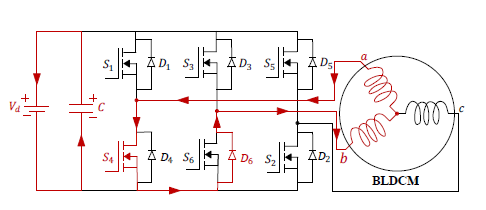 a
S1 D1 S3 D3 S5 D5
Vd + − + − C
c
S4 D4 S6 D6 S2 D2 b
BLDCM